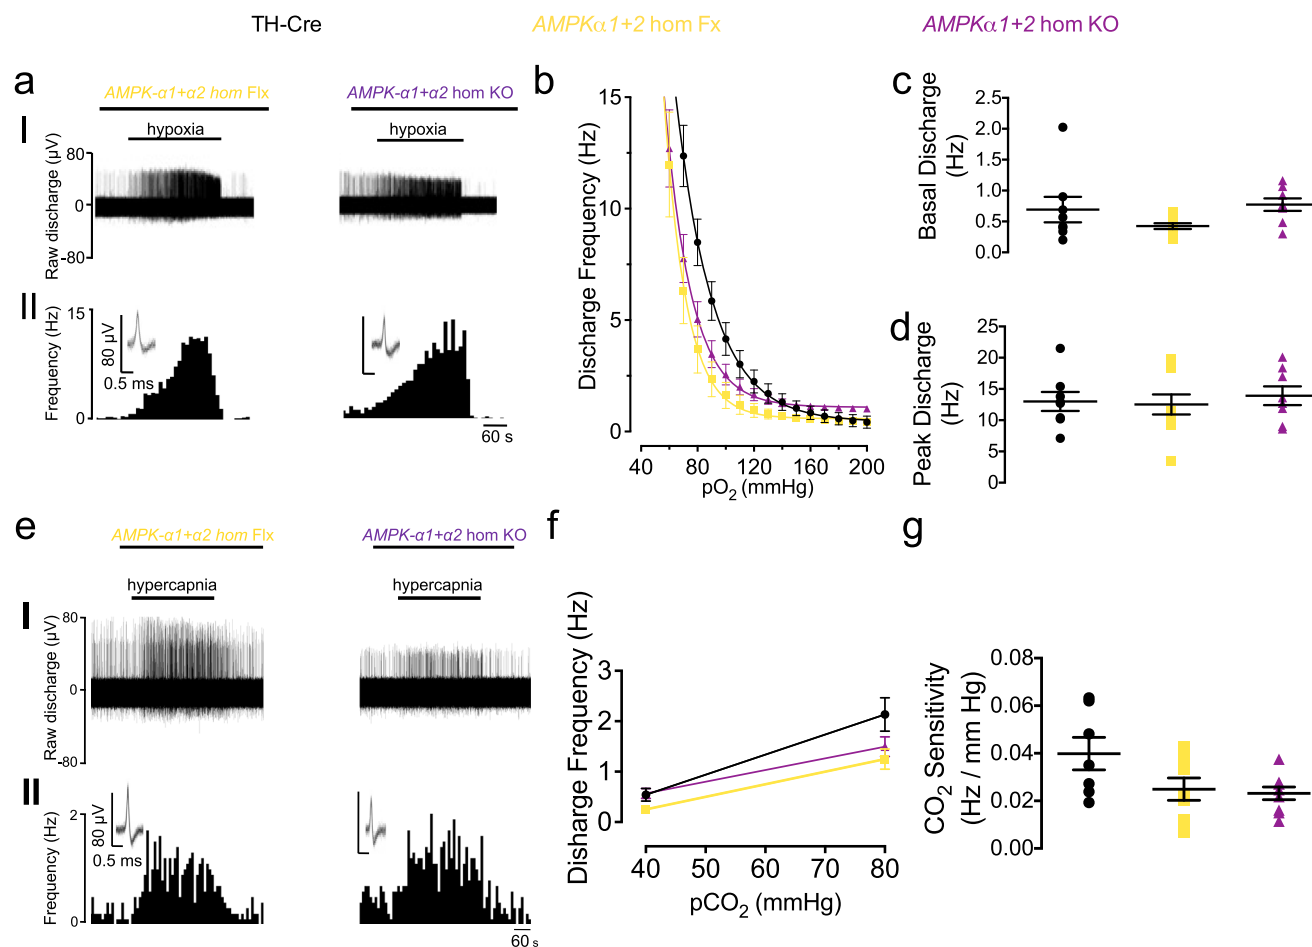 TH-Cre
AMPKα1+2 hom Fx
AMPKα1+2 hom KO
a
AMPK-α1+α2 hom Flx
AMPK-α1+α2 hom KO
I
hypoxia
hypoxia
Raw discharge (µV)
80
0
-80
II
Frequency (Hz)
15
0
80 µV
0.5 ms
60 s
b
Discharge Frequency (Hz)
15
10
5
0
40
80
120
160
200
pO2 (mmHg)
c
Basal Discharge
(Hz)
2.5
2.0
1.5
1.0
0.5
0.0
d
Peak Discharge
(Hz)
25
20
15
10
5
0
e
AMPK-α1+α2 hom Flx
AMPK-α1+α2 hom KO
hypercapnia
hypercapnia
I
Raw discharge (µV)
80
0
-80
II
Frequency (Hz)
2
0
80 µV
0.5 ms
60 s
f
Disharge Frequency (Hz)
3
2
1
0
40
50
60
70
80
pCO2 (mmHg)
g
CO2 Sensitivity
(Hz / mm Hg)
0.08
0.06
0.04
0.02
0.00